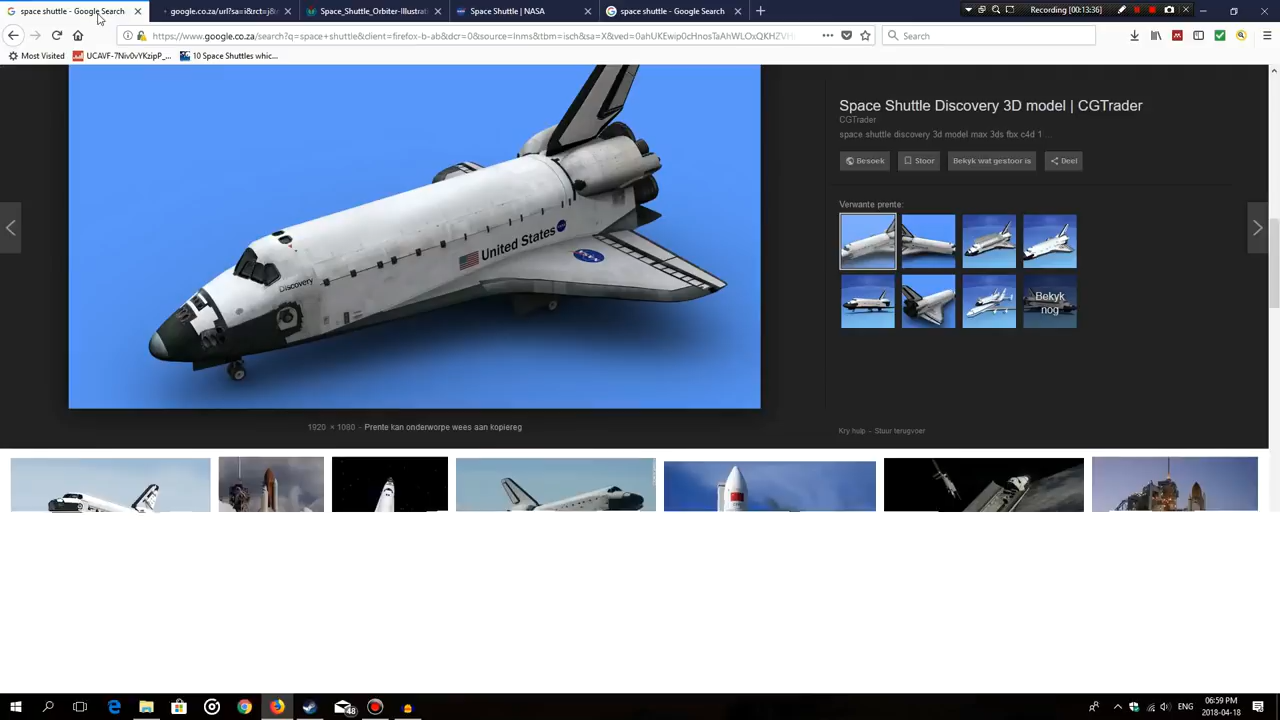 space shuttle - Google Search
google.co.za/url?sa=i&rct=j&
Space_Shuttle_Orbiter-Illustrati
Space Shuttle | NASA
space shuttle - Google Search
Recording [00:13:36]
https://www.google.co.za/search?q=space+shuttle&client=firefox-b-ab&dcr=0&source=lnms&tbm=isch&sa=X&ved=
Search
Most Visited
UCAVF-7Niv0vYKzipP_...
10 Space Shuttles whic...
Space Shuttle Discovery 3D model | CGTrader
CGTrader
space shuttle discovery 3d model max 3ds fbx c4d 1 ...
Besoek
Stoor
Bekyk wat gestoor is
Deel
Verwante prente:
United States
Discovery
NASA
Bekyk
nog
1920 × 1080 – Prente kan onderworpe wees aan kopiereg
Kry hulp – Stuur terugvoer
48
ENG
06:59 PM
2018-04-18